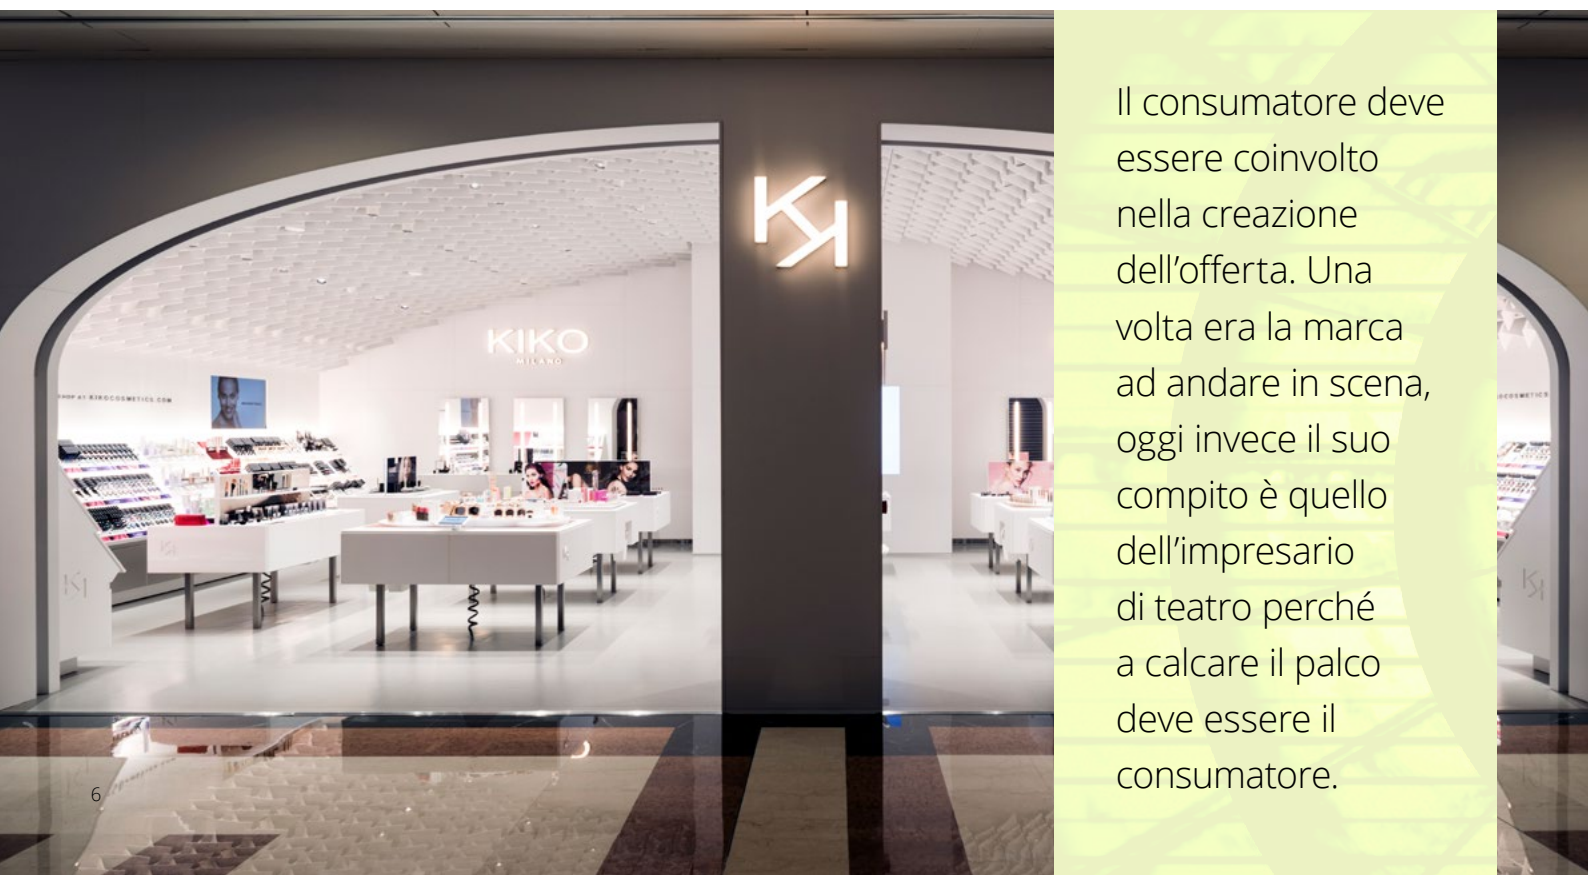 KIKO
MILANO
SHOP AT KIKOCOSMETICS.COM
6
Il consumatore deve
essere coinvolto
nella creazione
dell’offerta. Una
volta era la marca
ad andare in scena,
oggi invece il suo
compito è quello
dell’impresario
di teatro perché
a calcare il palco
deve essere il
consumatore.